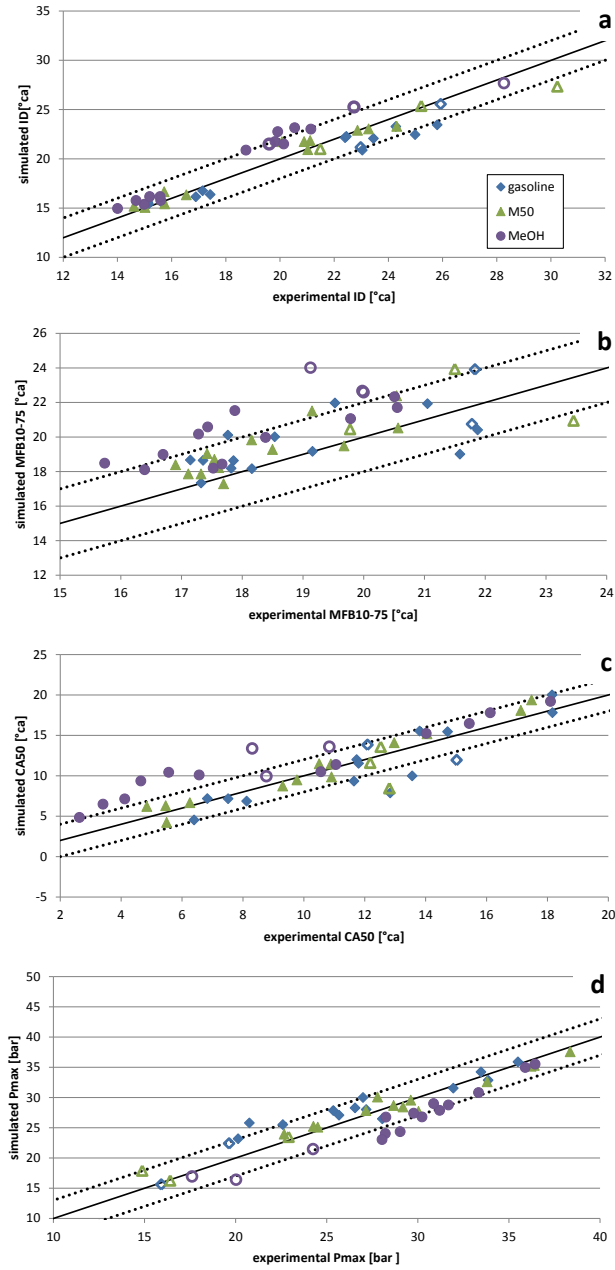 a
35
30
25
20
15
10
simulated ID[°ca]
12 14 16 18 20 22 24 26 28 30 32
experimental ID [°ca]
gasoline
M50
MeOH
b
26
24
22
20
18
16
14
12
simulated MFB10-75 [°ca]
15 16 17 18 19 20 21 22 23 24
experimental MFB10-75 [°ca]
c
25
20
15
10
5
0
-5
simulated CA50 [°ca]
2 4 6 8 10 12 14 16 18 20
experimental CA50 [°ca]
d
50
45
40
35
30
25
20
15
10
simulated Pmax [bar]
10 15 20 25 30 35 40
experimental Pmax [bar ]